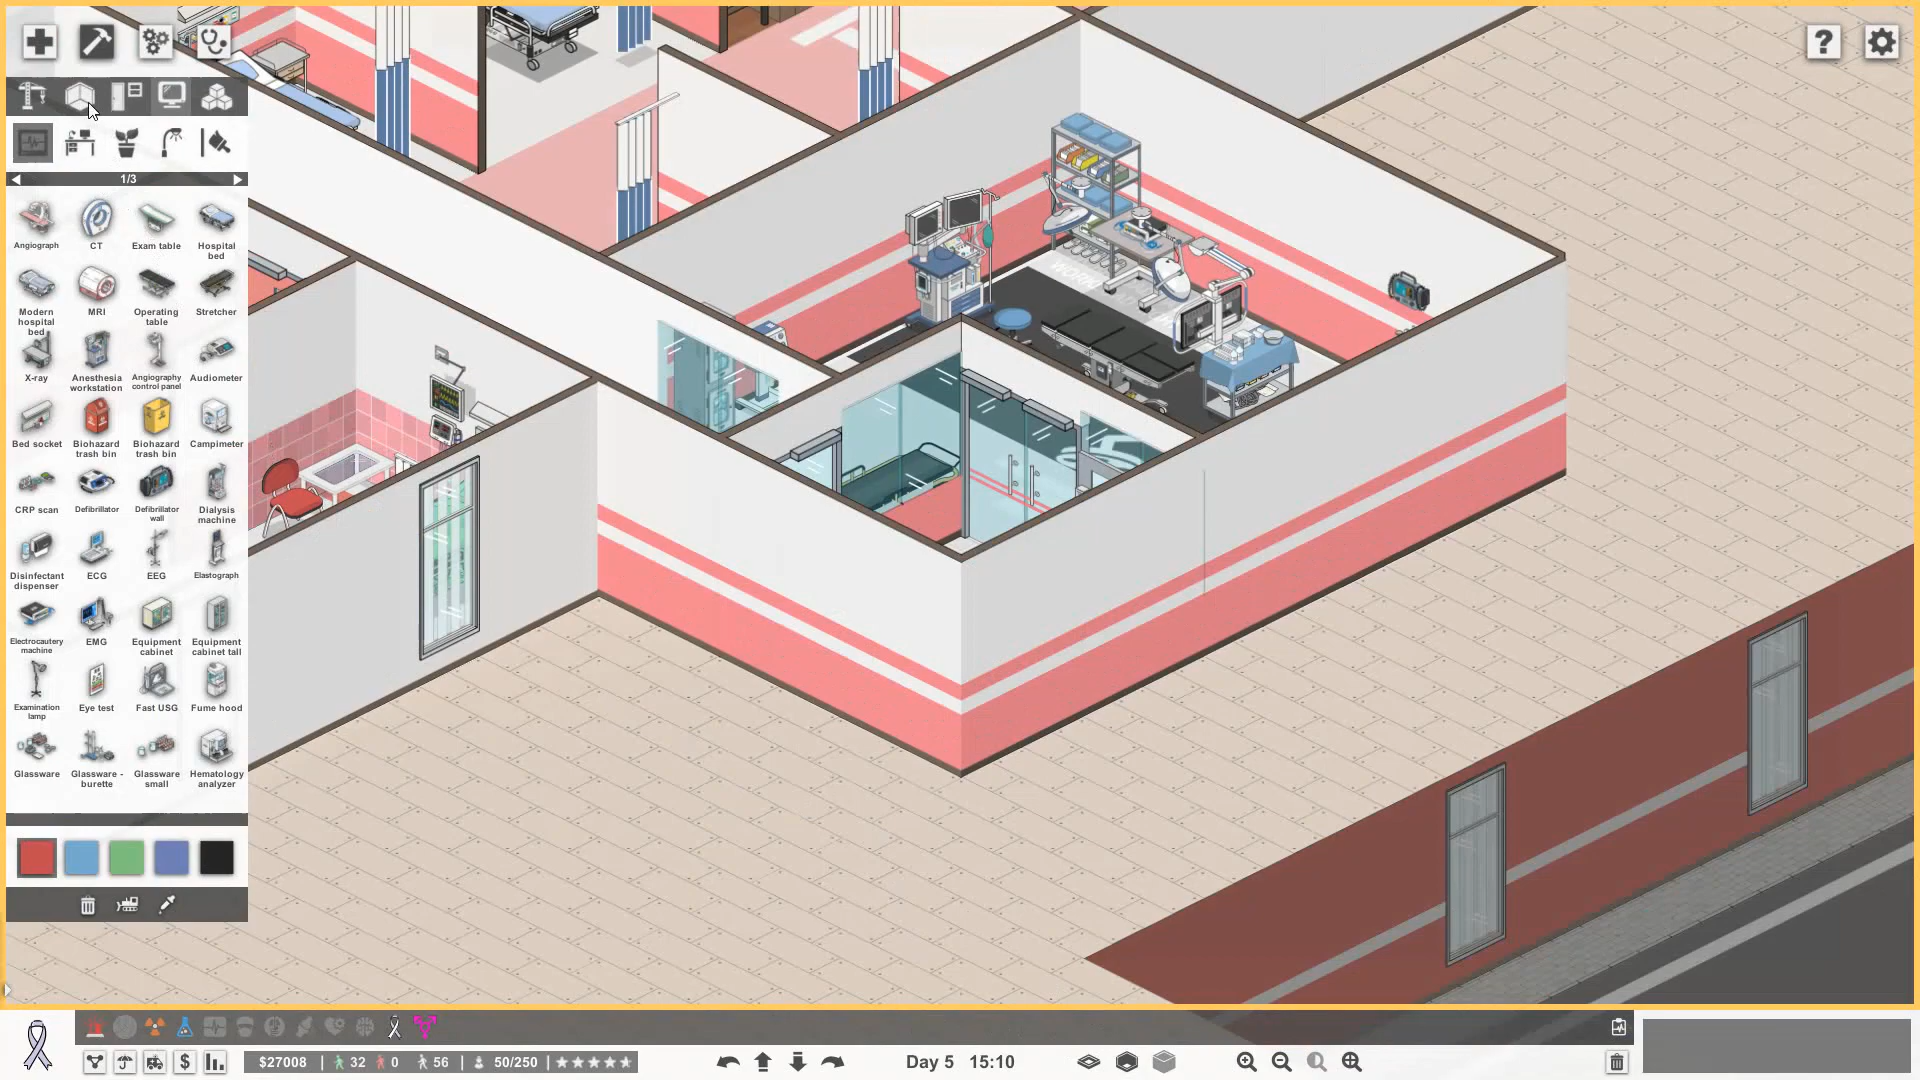 ?
1/3
Angiograph
CT
Exam table
Hospital
bed
Modern
hospital
bed
MRI
Operating
table
Stretcher
X-ray
Anesthesia
workstation
Angiography
control panel
Audiometer
Bed socket
Biohazard
trash bin
Biohazard
trash bin
Campimeter
CRP scan
Defibrillator
Defibrillator
wall
Dialysis
machine
Disinfectant
dispenser
ECG
EEG
Elastograph
Electrocautery
machine
EMG
Equipment
cabinet
Equipment
cabinet tall
Examination
lamp
Eye test
Fast USG
Fume hood
Glassware
Glassware -
burette
Glassware
small
Hematology
analyzer
$
$27008 | 32 0 | 56 | 50/250
Day 5 15:10